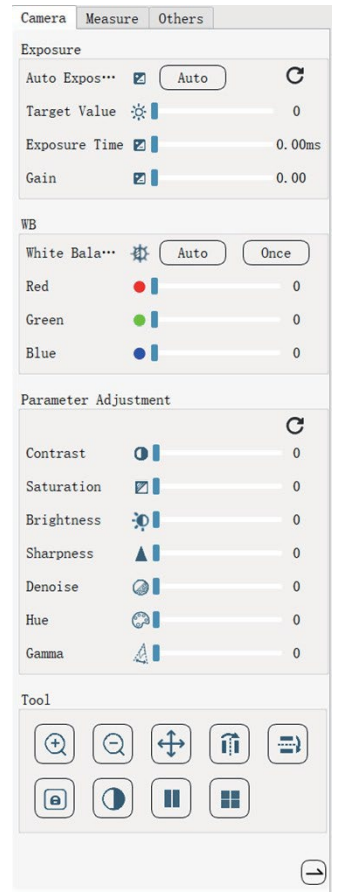 Camera Measure Others
Exposure
Auto Expos··· Auto
Target Value 0
Exposure Time 0.00ms
Gain 0.00
WB
White Bala··· Auto Once
Red 0
Green 0
Blue 0
Parameter Adjustment
Contrast 0
Saturation 0
Brightness 0
Sharpness 0
Denoise 0
Hue 0
Gamma 0
Tool